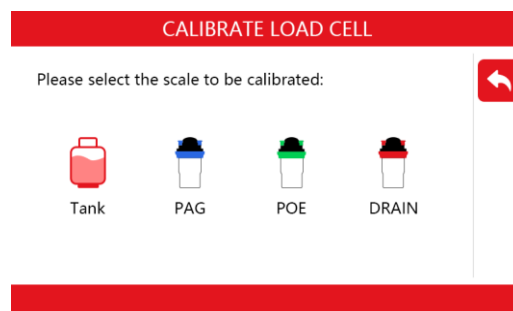 CALIBRATE LOAD CELL
Please select the scale to be calibrated:
Tank PAG POE DRAIN